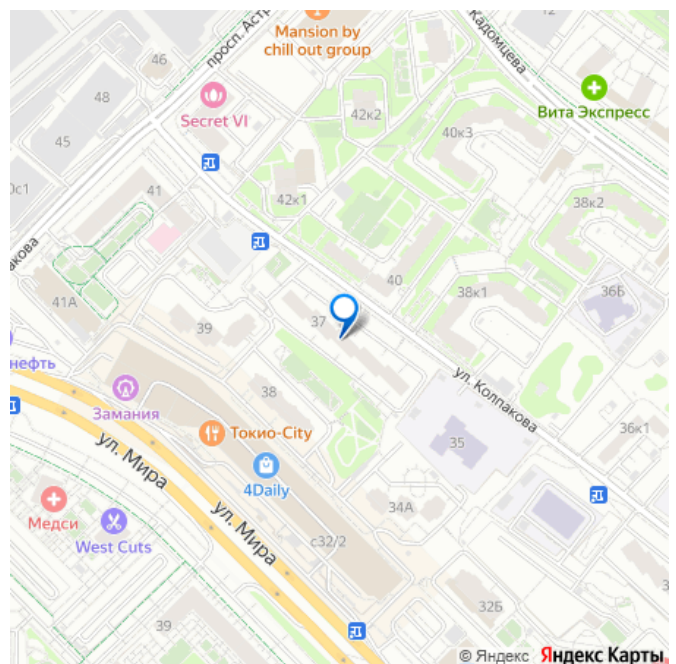 просп. Астр
Mansion by
chill out group
Кадомцева
46
48
Secret VI
42к2
Вита Экспресс
45
40к3
0с1
41
42к1
38к2
акова
40
38к1
36Б
41А
37
39
нефть
38
Замания
ул. Колпакова
Токио-City
36к1
35
ул. Мира
4Daily
34А
Медси
West Cuts
ул. Мира
с32/2
32Б
39
© Яндекс Яндекс Карты